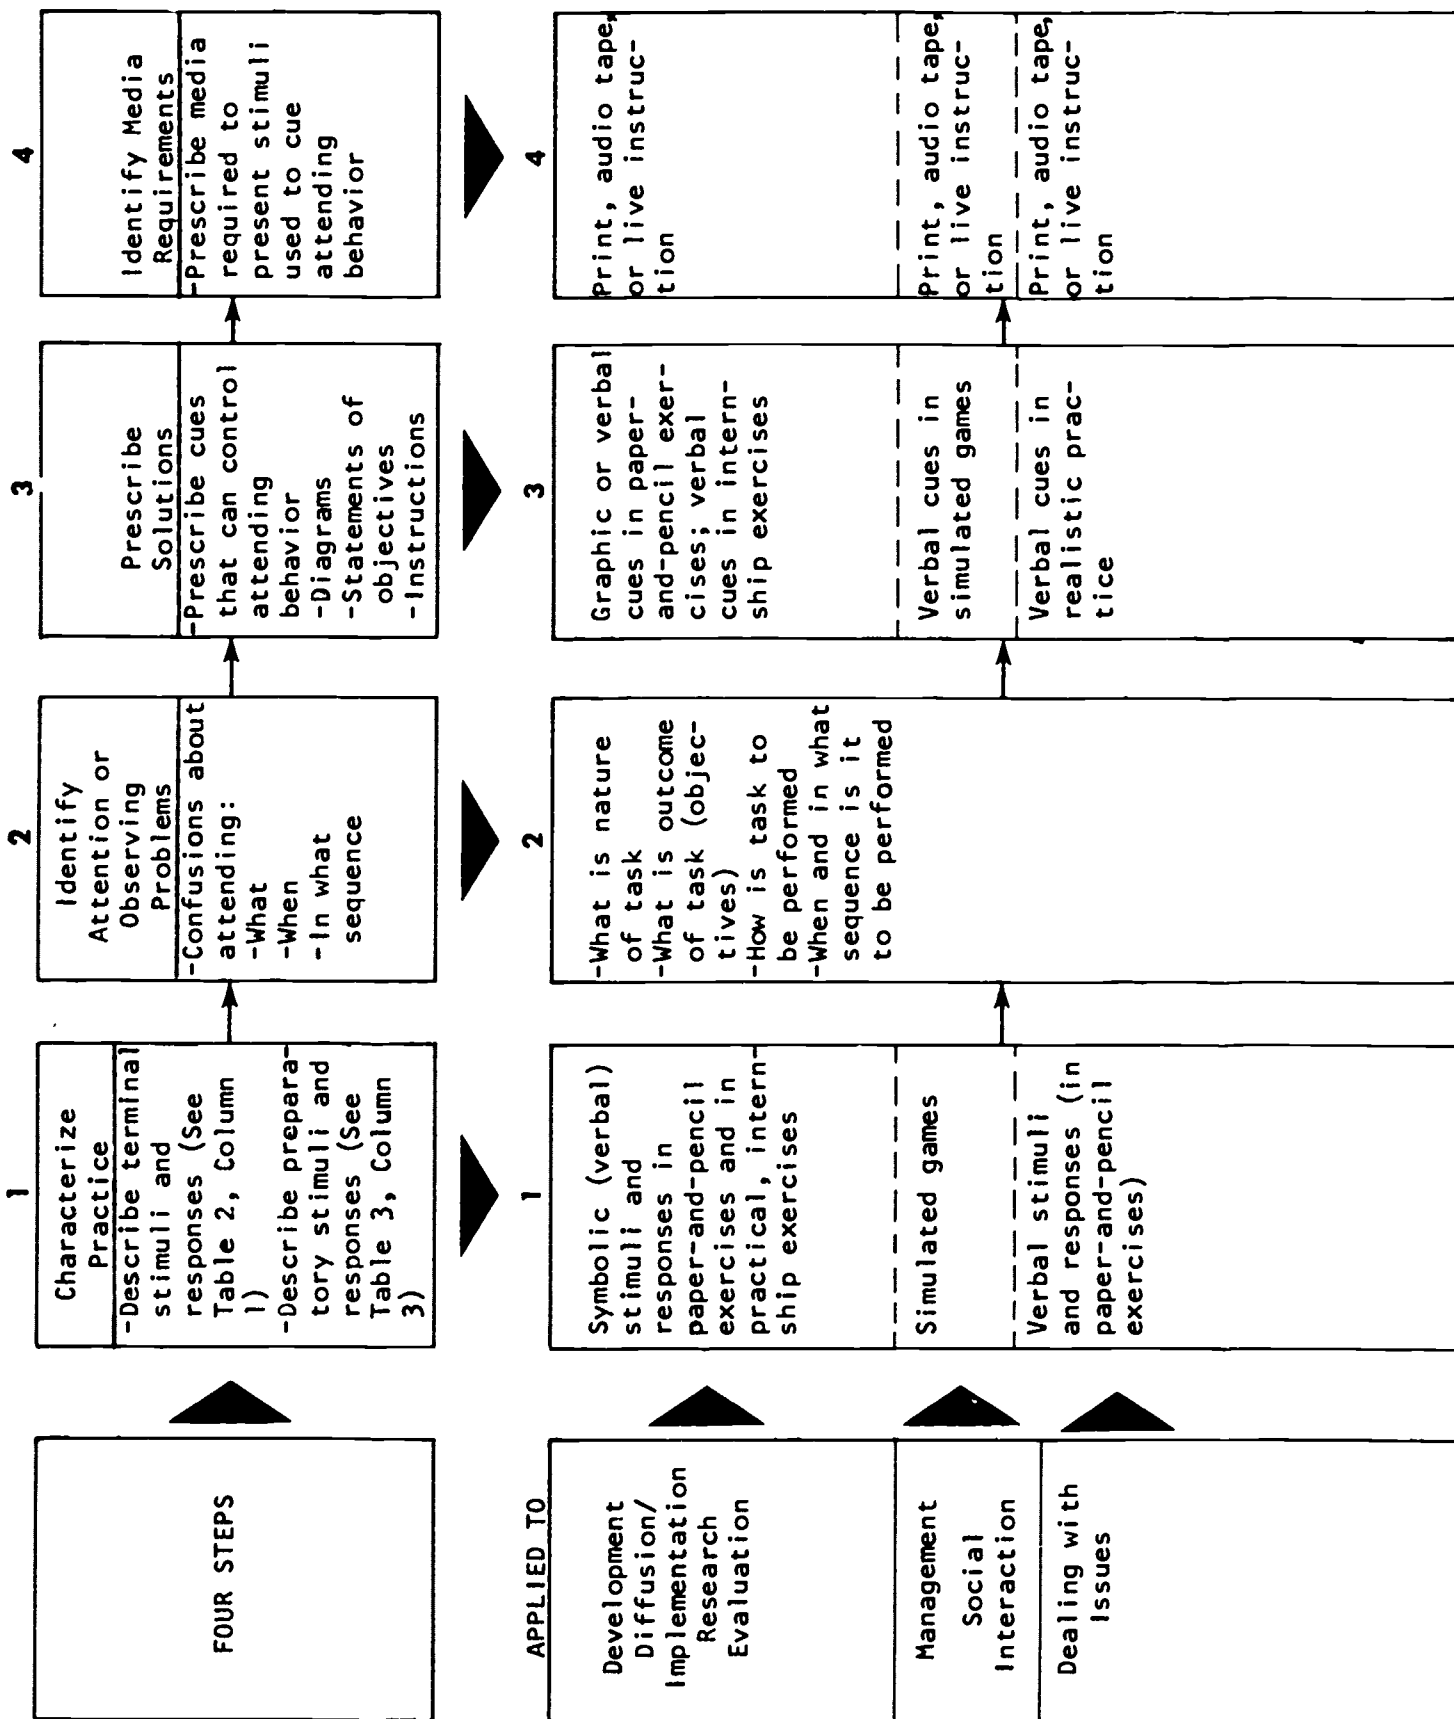 FOUR STEPS
1
Characterize
Practice
-Describe terminal
stimuli and
responses (See
Table 2, Column
1)
-Describe prepara-
tory stimuli and
responses (See
Table 3, Column
3)
2
Identify
Attention or
Observing
Problems
-Confusions about
attending:
-What
-When
-In what
sequence
3
Prescribe
Solutions
-Prescribe cues
that can control
attending
behavior
-Diagrams
-Statements of
objectives
-Instructions
4
Identify Media
Requirements
-Prescribe media
required to
present stimuli
used to cue
attending
behavior
APPLIED TO
Development
Diffusion/
Implementation
Research
Evaluation
Management
Social
Interaction
Dealing with
Issues
1
Symbolic (verbal)
stimuli and
responses in
paper-and-pencil
exercises and in
practical, intern-
ship exercises
Simulated games
Verbal stimuli
and responses (in
paper-and-pencil
exercises)
2
-What is nature
of task
-What is outcome
of task (objec-
tives)
-How is task to
be performed
-When and in what
sequence is it
to be performed
3
Graphic or verbal
cues in paper-
and-pencil exer-
cises; verbal
cues in intern-
ship exercises
Verbal cues in
simulated games
Verbal cues in
realistic prac-
tice
4
Print, audio tape,
or live instruc-
tion
Print, audio tape,
or live instruc-
tion
Print, audio tape,
or live instruc-
tion